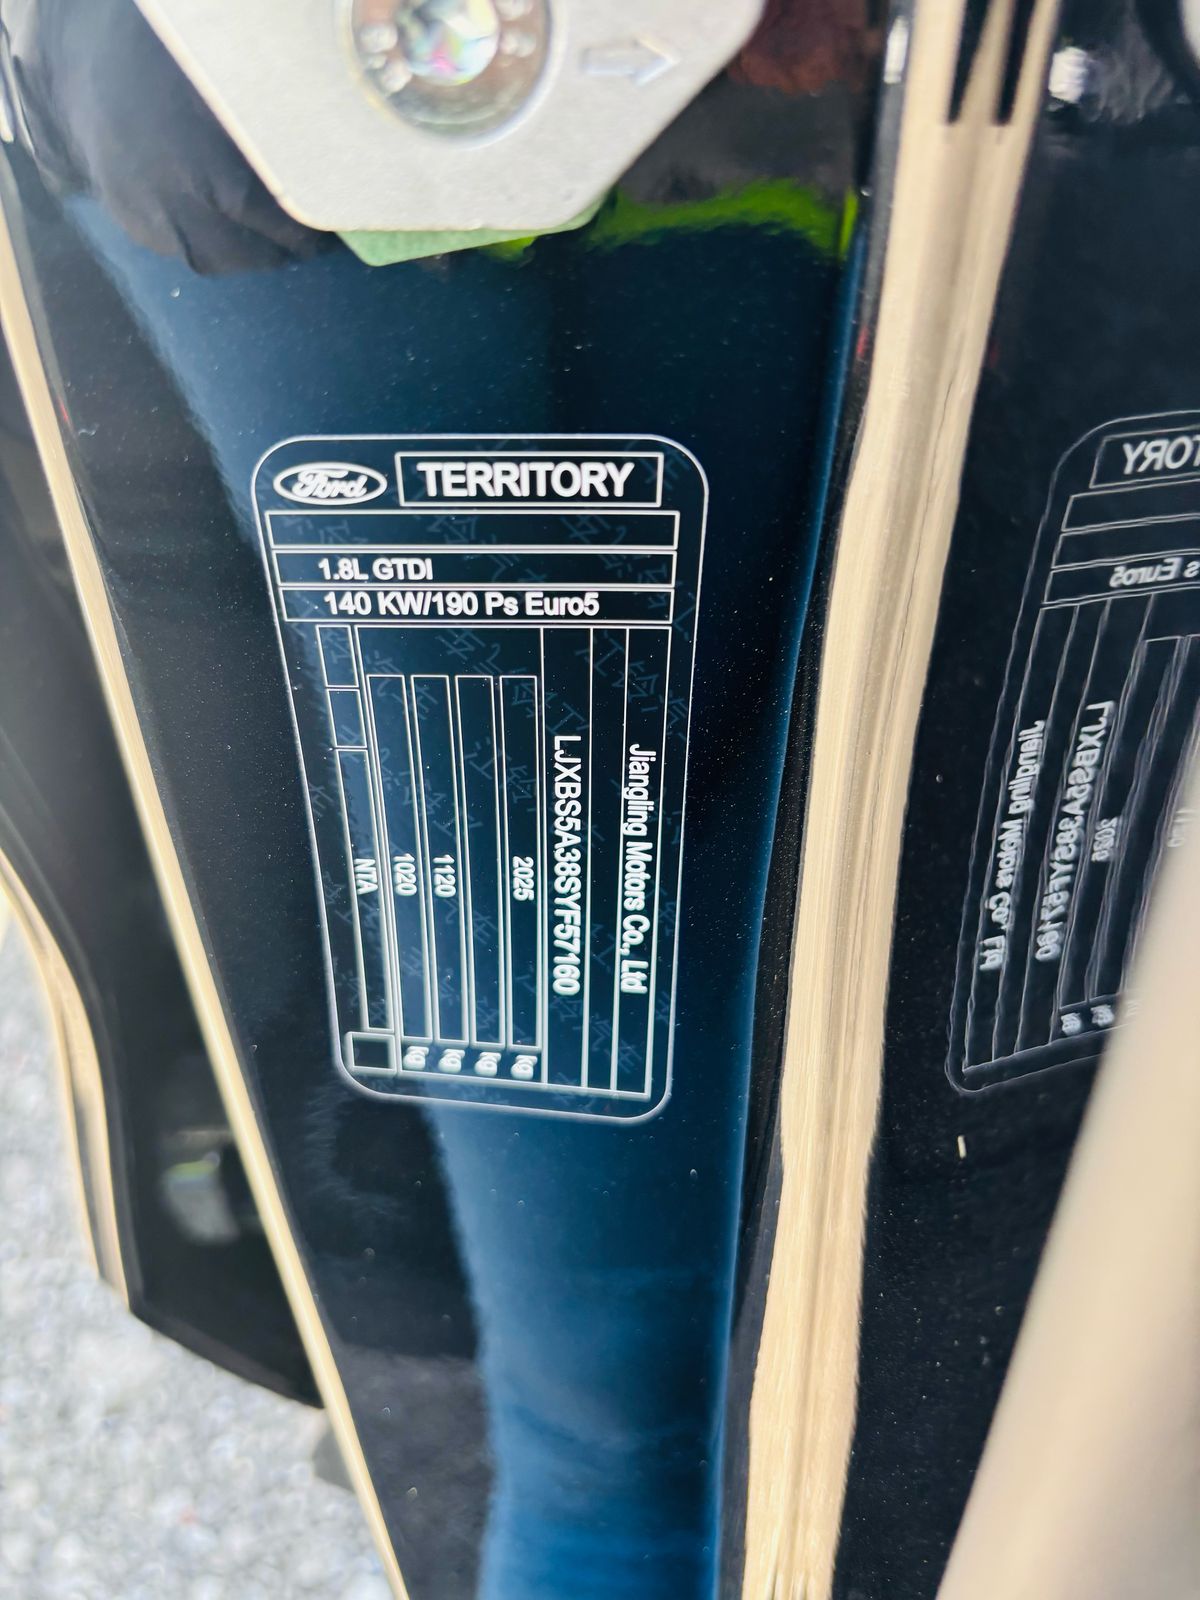 Ford
TERRITORY
1.8L GTDI
140 KW/190 Ps Euro5
Jiangling Motors Co., Ltd
LJXBS5A38SYF57160
2025 kg
kg
1120 kg
1020 kg
NTA